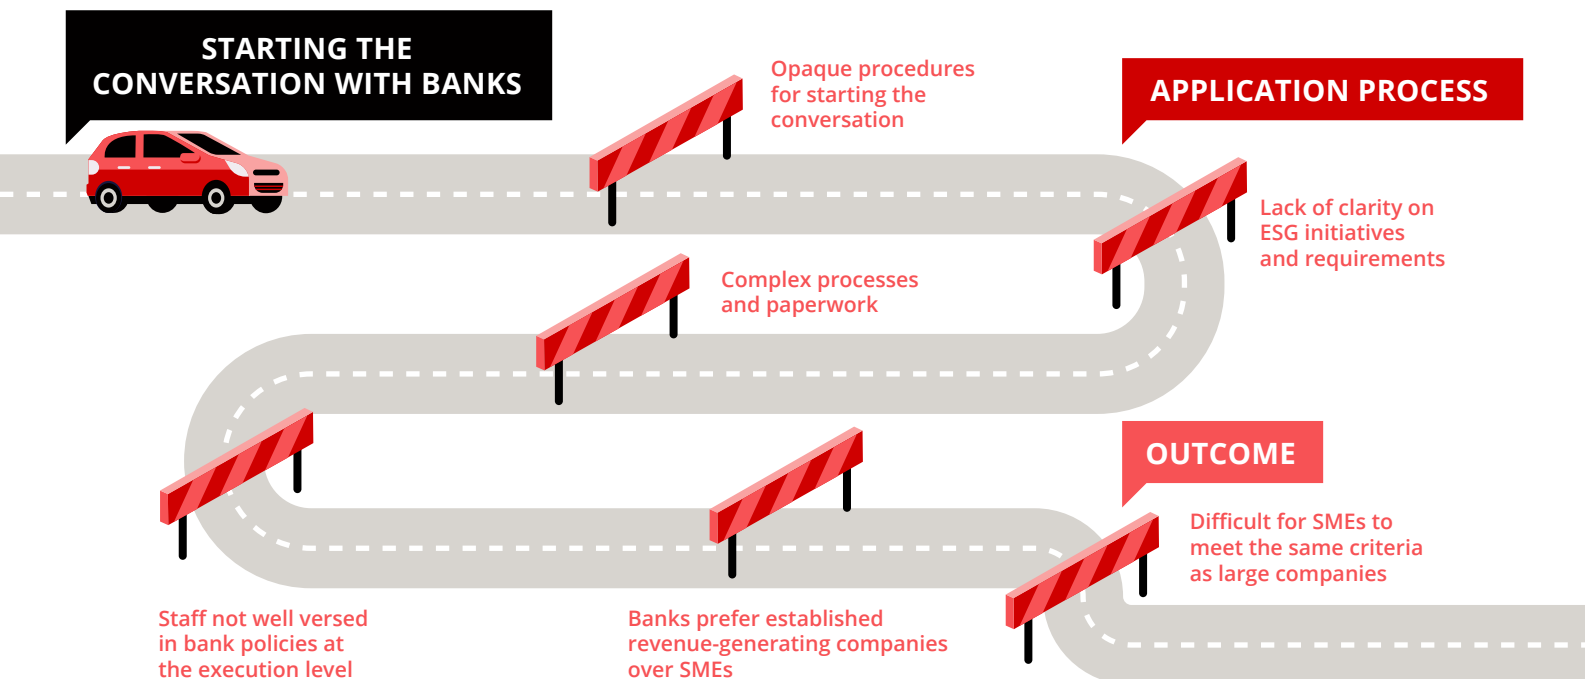 STARTING THE
CONVERSATION WITH BANKS
Opaque procedures
for starting the
conversation
APPLICATION PROCESS
Lack of clarity on
ESG initiatives
and requirements
Complex processes
and paperwork
Staff not well versed
in bank policies at
the execution level
Banks prefer established
revenue-generating companies
over SMEs
OUTCOME
Difficult for SMEs to
meet the same criteria
as large companies